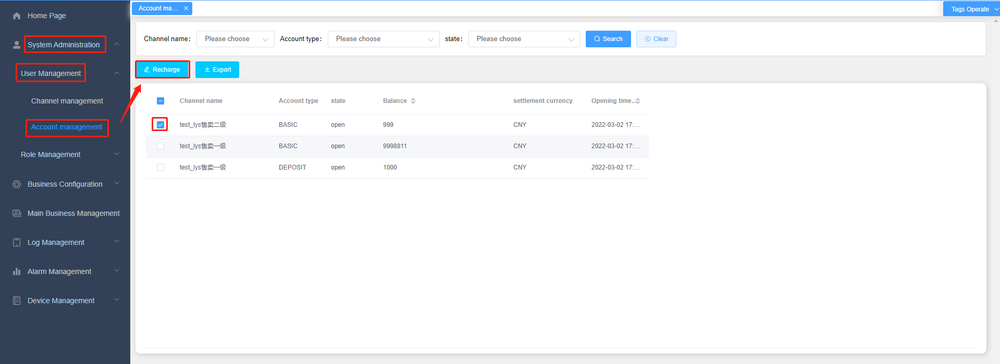 Account ma...
Tags Operate
Home Page
System Administration
User Management
Channel management
Account management
Role Management
Business Configuration
Main Business Management
Log Management
Alarm Management
Device Management
Channel name: Please choose Account type: Please choose state: Please choose Search Clear
Recharge Export
Channel name Account type state Balance settlement currency Opening time..
test_lys售卖二级 BASIC open 999 CNY 2022-03-02 17:...
test_lys售卖一级 BASIC open 9998811 CNY 2022-03-02 17:...
test_lys售卖一级 DEPOSIT open 1000 CNY 2022-03-02 17:...